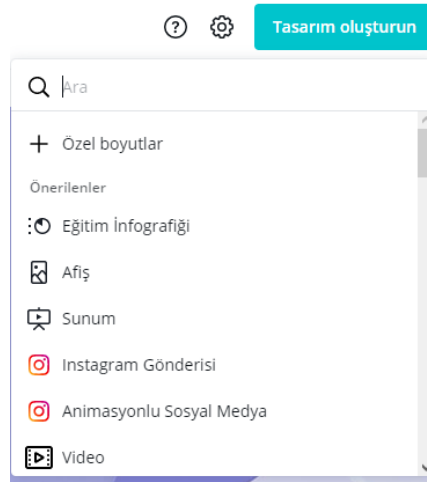 Tasarım oluşturun
Ara
Özel boyutlar
Önerilenler
Eğitim İnfografiği
Afiş
Sunum
Instagram Gönderisi
Animasyonlu Sosyal Medya
Video